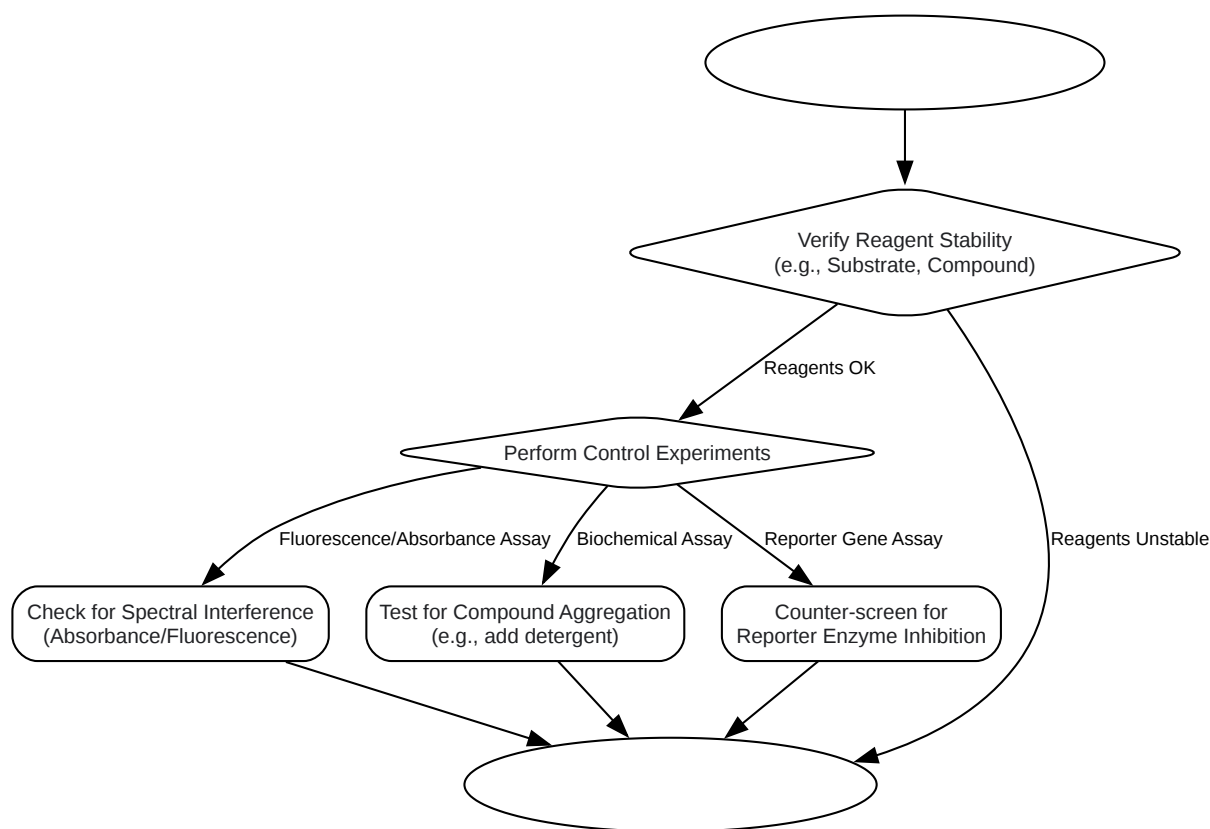 Verify Reagent Stability
(e.g., Substrate, Compound)
Reagents OK
Perform Control Experiments
Fluorescence/Absorbance Assay
Biochemical Assay
Reporter Gene Assay
Reagents Unstable
Check for Spectral Interference
(Absorbance/Fluorescence)
Test for Compound Aggregation
(e.g., add detergent)
Counter-screen for
Reporter Enzyme Inhibition